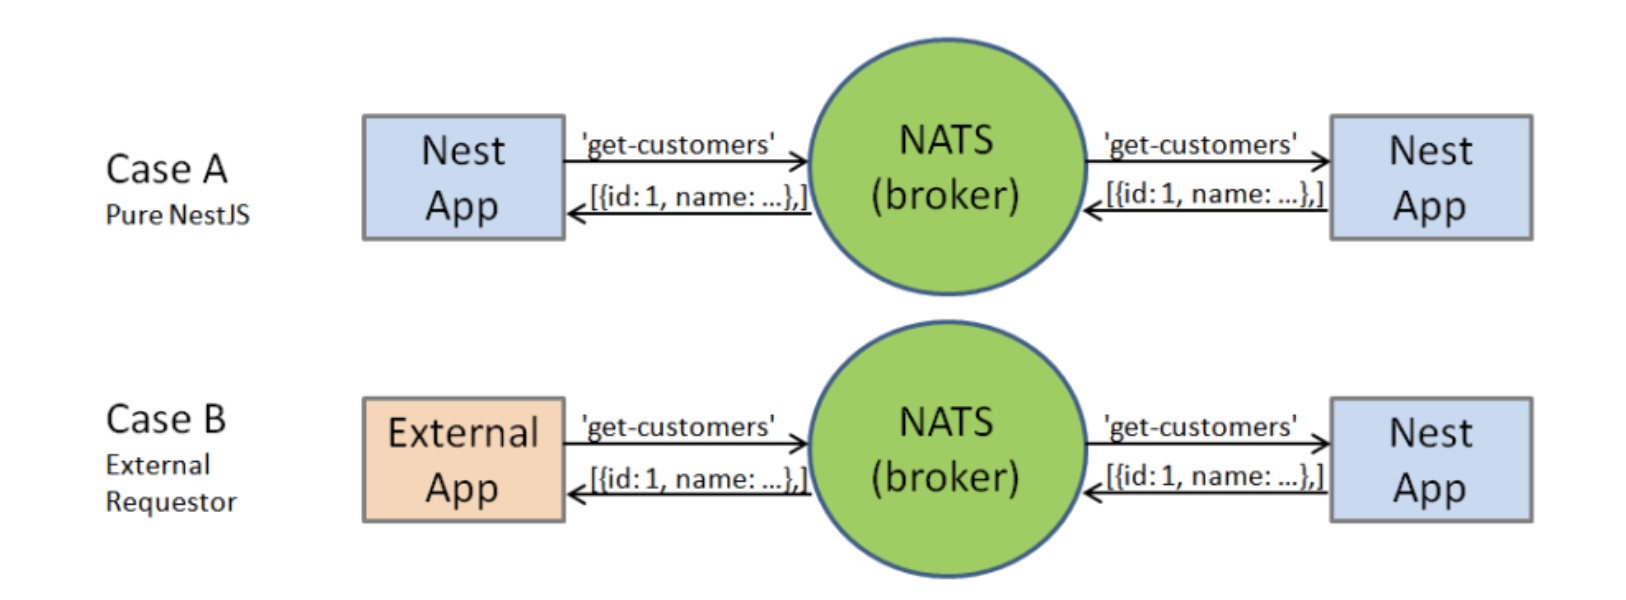 Case A
Pure NestJS
Nest
App
'get-customers'
[{id: 1, name: ...},]
NATS
(broker)
'get-customers'
[{id: 1, name: ...},]
Nest
App
Case B
External
Requestor
External
App
'get-customers'
[{id: 1, name: ...},]
NATS
(broker)
'get-customers'
[{id: 1, name: ...},]
Nest
App